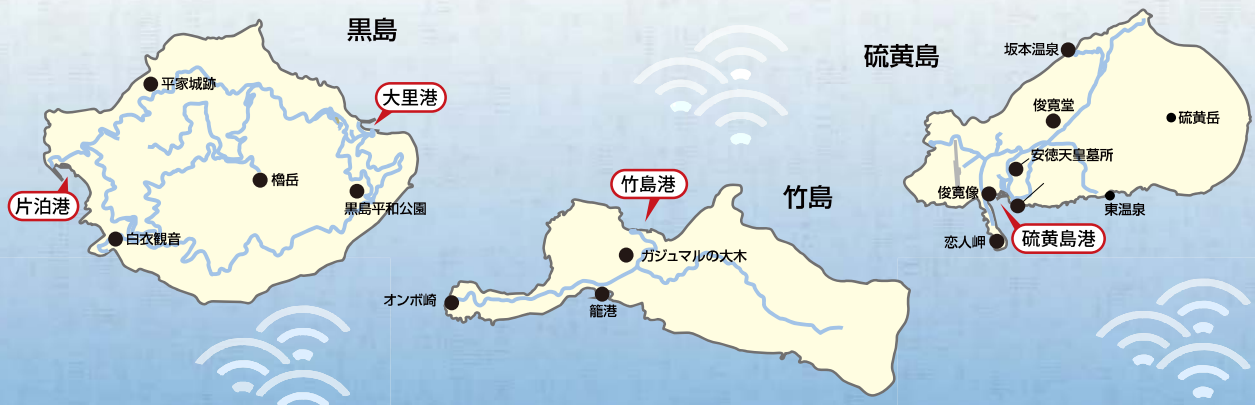 黒島
平家城跡
大里港
櫓岳
黒島平和公園
片泊港
白衣観音
竹島
竹島港
ガジュマルの大木
オンボ崎
籠港
硫黄島
坂本温泉
俊寛堂
硫黄岳
安徳天皇墓所
俊寛像
東温泉
恋人岬
硫黄島港